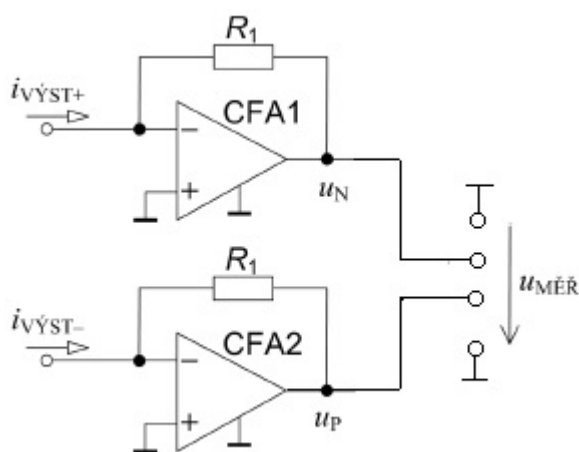 R1
iVÝST+
CFA1
−
+
uN
uMĚŘ
R1
iVÝST−
CFA2
−
+
uP